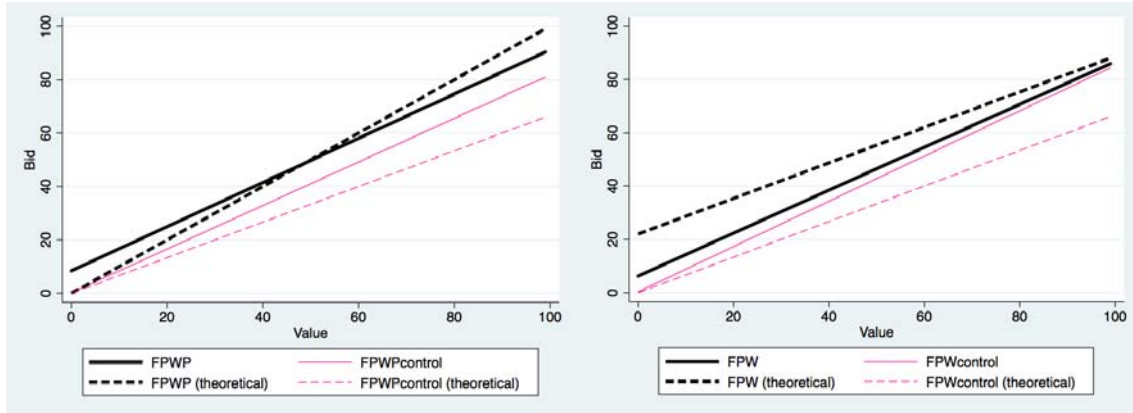 100
80
60
40
20
0
Bid
0 20 40 60 80 100
Value
FPWP FPWPcontrol
FPWP (theoretical) FPWPcontrol (theoretical)
100
80
60
40
20
0
Bid
0 20 40 60 80 100
Value
FPW FPWcontrol
FPW (theoretical) FPWcontrol (theoretical)